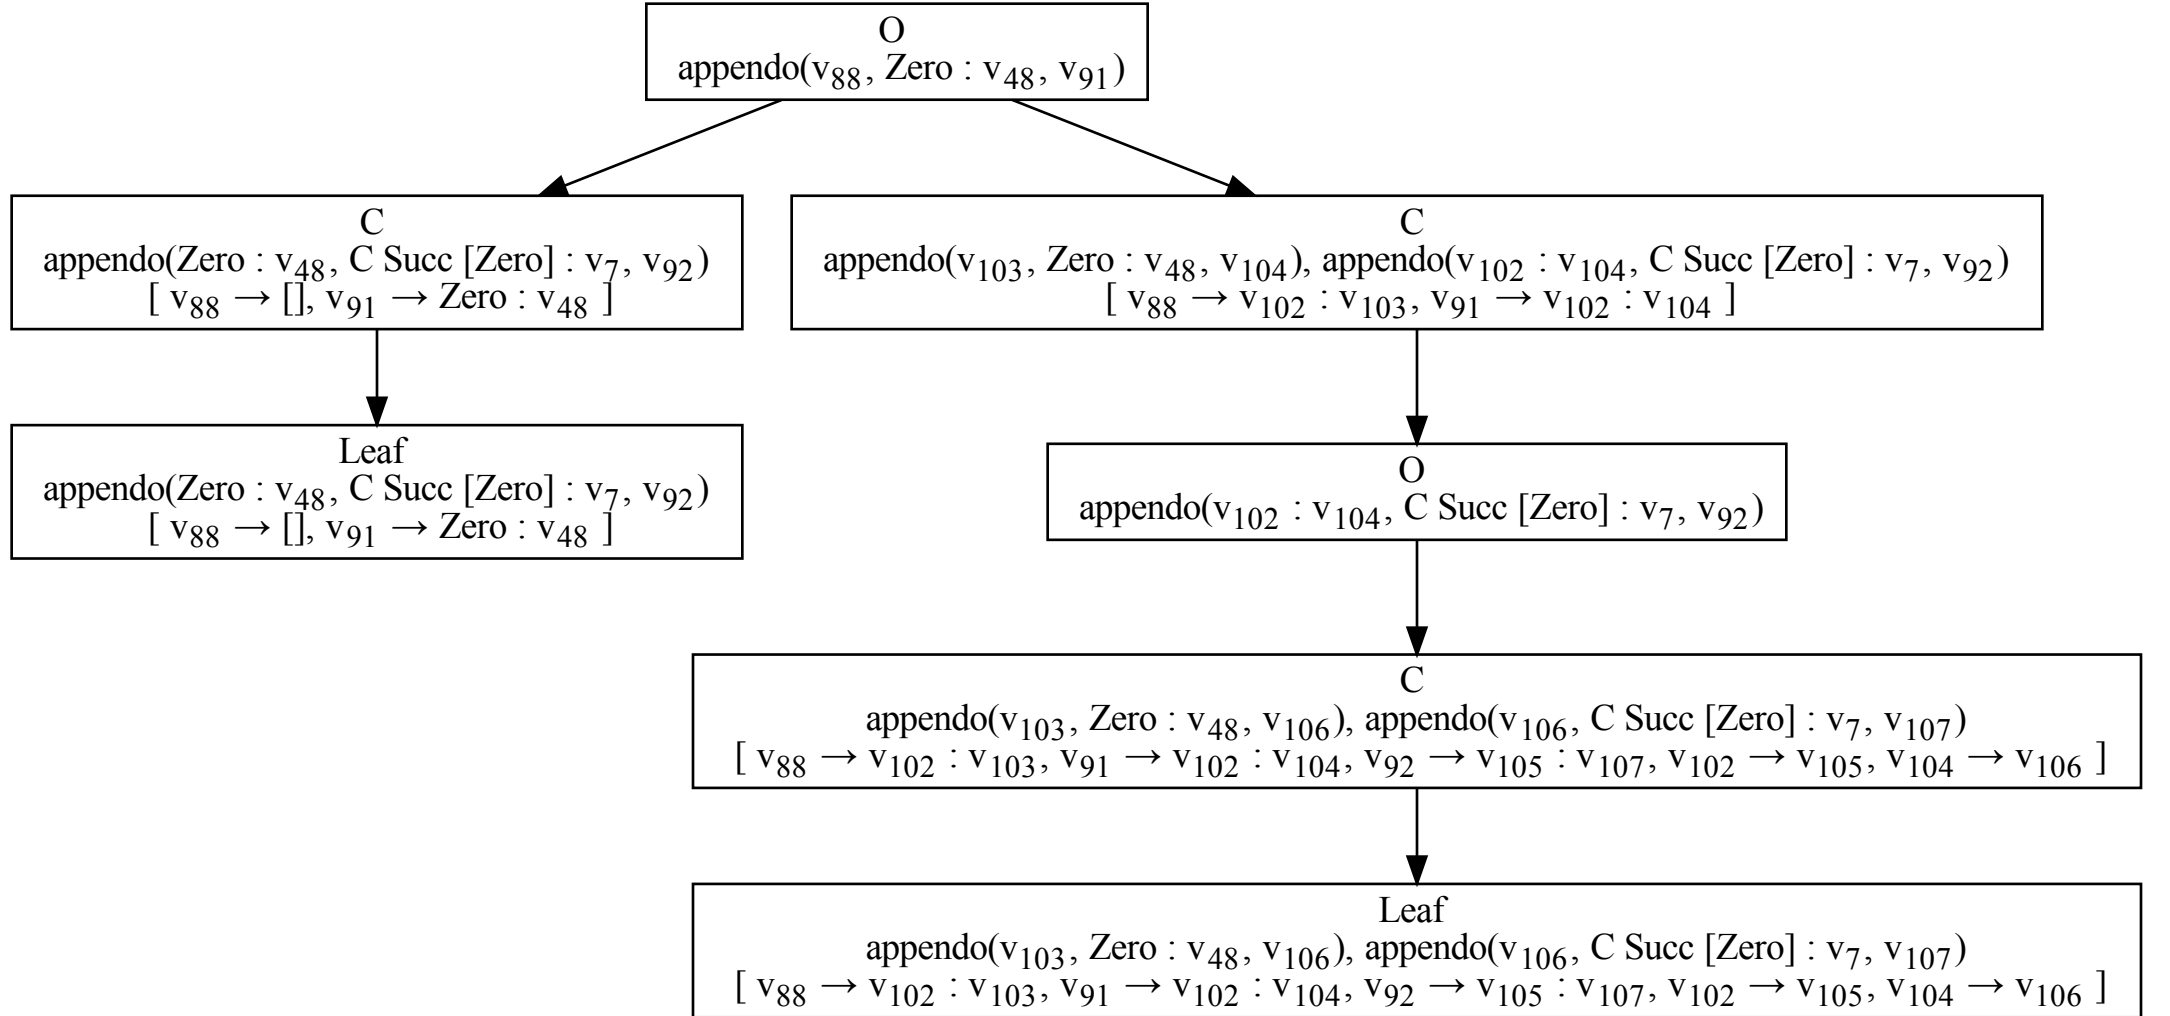 O
appendo(v₈₈, Zero : v₄₈, v₉₁)
C
appendo(Zero : v₄₈, C Succ [Zero] : v₇, v₉₂)
[ v₈₈ → [], v₉₁ → Zero : v₄₈ ]
C
appendo(v₁₀₃, Zero : v₄₈, v₁₀₄), appendo(v₁₀₂ : v₁₀₄, C Succ [Zero] : v₇, v₉₂)
[ v₈₈ → v₁₀₂ : v₁₀₃, v₉₁ → v₁₀₂ : v₁₀₄ ]
Leaf
appendo(Zero : v₄₈, C Succ [Zero] : v₇, v₉₂)
[ v₈₈ → [], v₉₁ → Zero : v₄₈ ]
O
appendo(v₁₀₂ : v₁₀₄, C Succ [Zero] : v₇, v₉₂)
C
appendo(v₁₀₃, Zero : v₄₈, v₁₀₆), appendo(v₁₀₆, C Succ [Zero] : v₇, v₁₀₇)
[ v₈₈ → v₁₀₂ : v₁₀₃, v₉₁ → v₁₀₂ : v₁₀₄, v₉₂ → v₁₀₅ : v₁₀₇, v₁₀₂ → v₁₀₅, v₁₀₄ → v₁₀₆ ]
Leaf
appendo(v₁₀₃, Zero : v₄₈, v₁₀₆), appendo(v₁₀₆, C Succ [Zero] : v₇, v₁₀₇)
[ v₈₈ → v₁₀₂ : v₁₀₃, v₉₁ → v₁₀₂ : v₁₀₄, v₉₂ → v₁₀₅ : v₁₀₇, v₁₀₂ → v₁₀₅, v₁₀₄ → v₁₀₆ ]